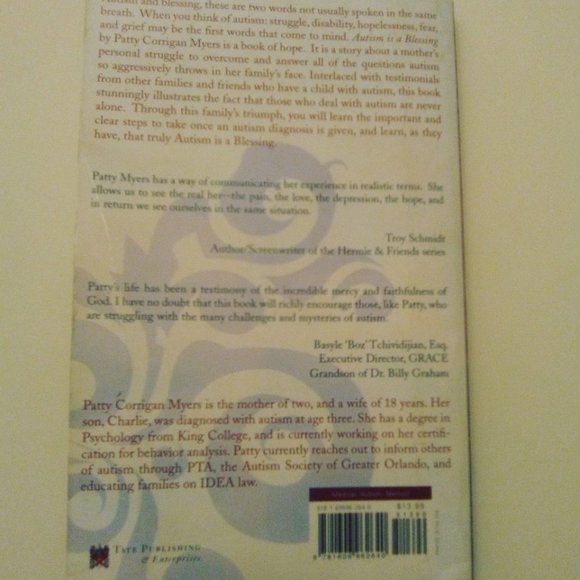 Autism and blessing, these are two words not usually spoken in the same
breath. When you think of autism: struggle, disability, hopelessness, fear,
and grief may be the first words that come to mind. Autism is a Blessing
by Patty Corrigan Myers is a book of hope. It is a story about a mother's
personal struggle to overcome and answer all of the questions autism
so aggressively throws in her family's face. Interlaced with testimonials
from other families and friends who have a child with autism, this book
stunningly illustrates the fact that those who deal with autism are never
alone. Through this family's triumph, you will learn the important and
clear steps to take once an autism diagnosis is given, and learn, as they
have, that truly Autism is a Blessing.
Patty Myers has a way of communicating her experience in realistic terms. She
allows us to see the real her--the pain, the love, the depression, the hope, and
in return we see ourselves in the same situation.
Troy Schmidt
Author/Screenwriter of the Hermie & Friends series
Patty's life has been a testimony of the incredible mercy and faithfulness of
God. I have no doubt that this book will richly encourage those, like Patty, who
are struggling with the many challenges and mysteries of autism.
Basyle 'Boz' Tchividijian, Esq.
Executive Director, GRACE
Grandson of Dr. Billy Graham
Patty Corrigan Myers is the mother of two, and a wife of 18 years. Her
son, Charlie, was diagnosed with autism at age three. She has a degree in
Psychology from King College, and is currently working on her certifi-
cation for behavior analysis. Patty currently reaches out to inform others
of autism through PTA, the Autism Society of Greater Orlando, and
educating families on IDEA law.
$13.99
51399
TATE PUBLISHING
& Enterprises